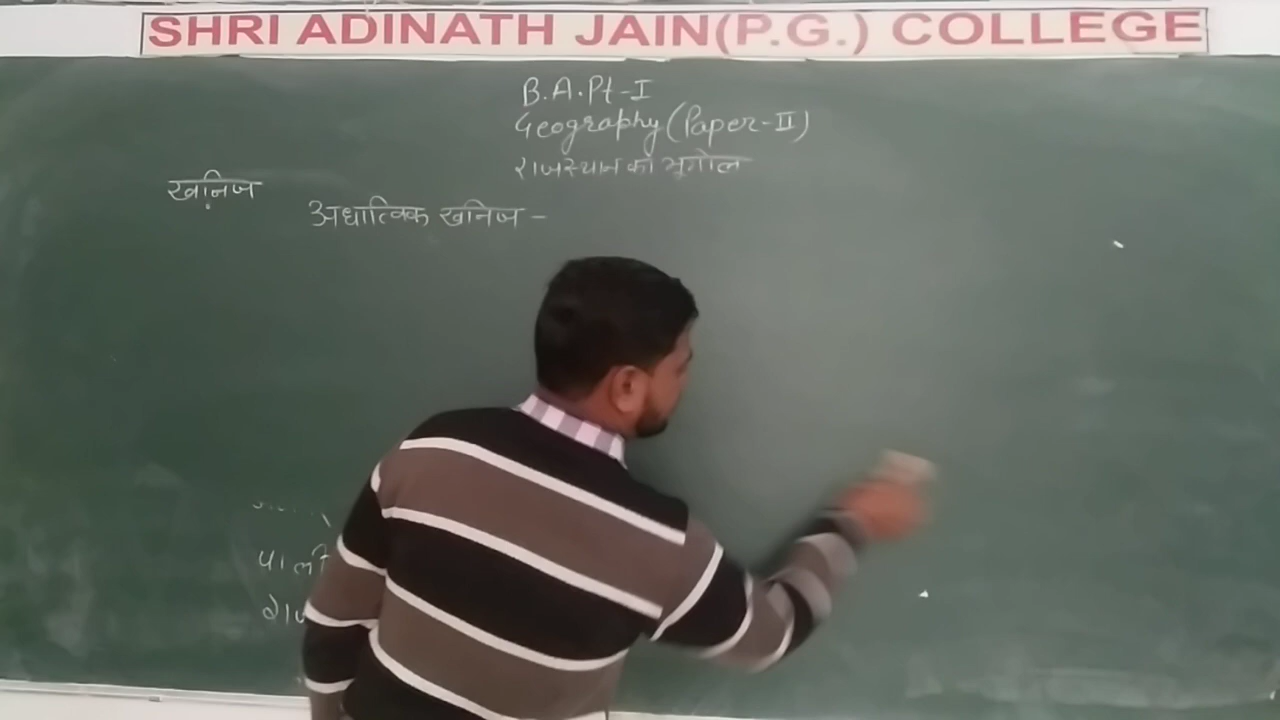 SHRI ADINATH JAIN(P.G.) COLLEGE
B.A.Pt-I
Geography(Paper-II)
राजस्थान का भूगोल
खनिज
अधात्विक खनिज -
पाली